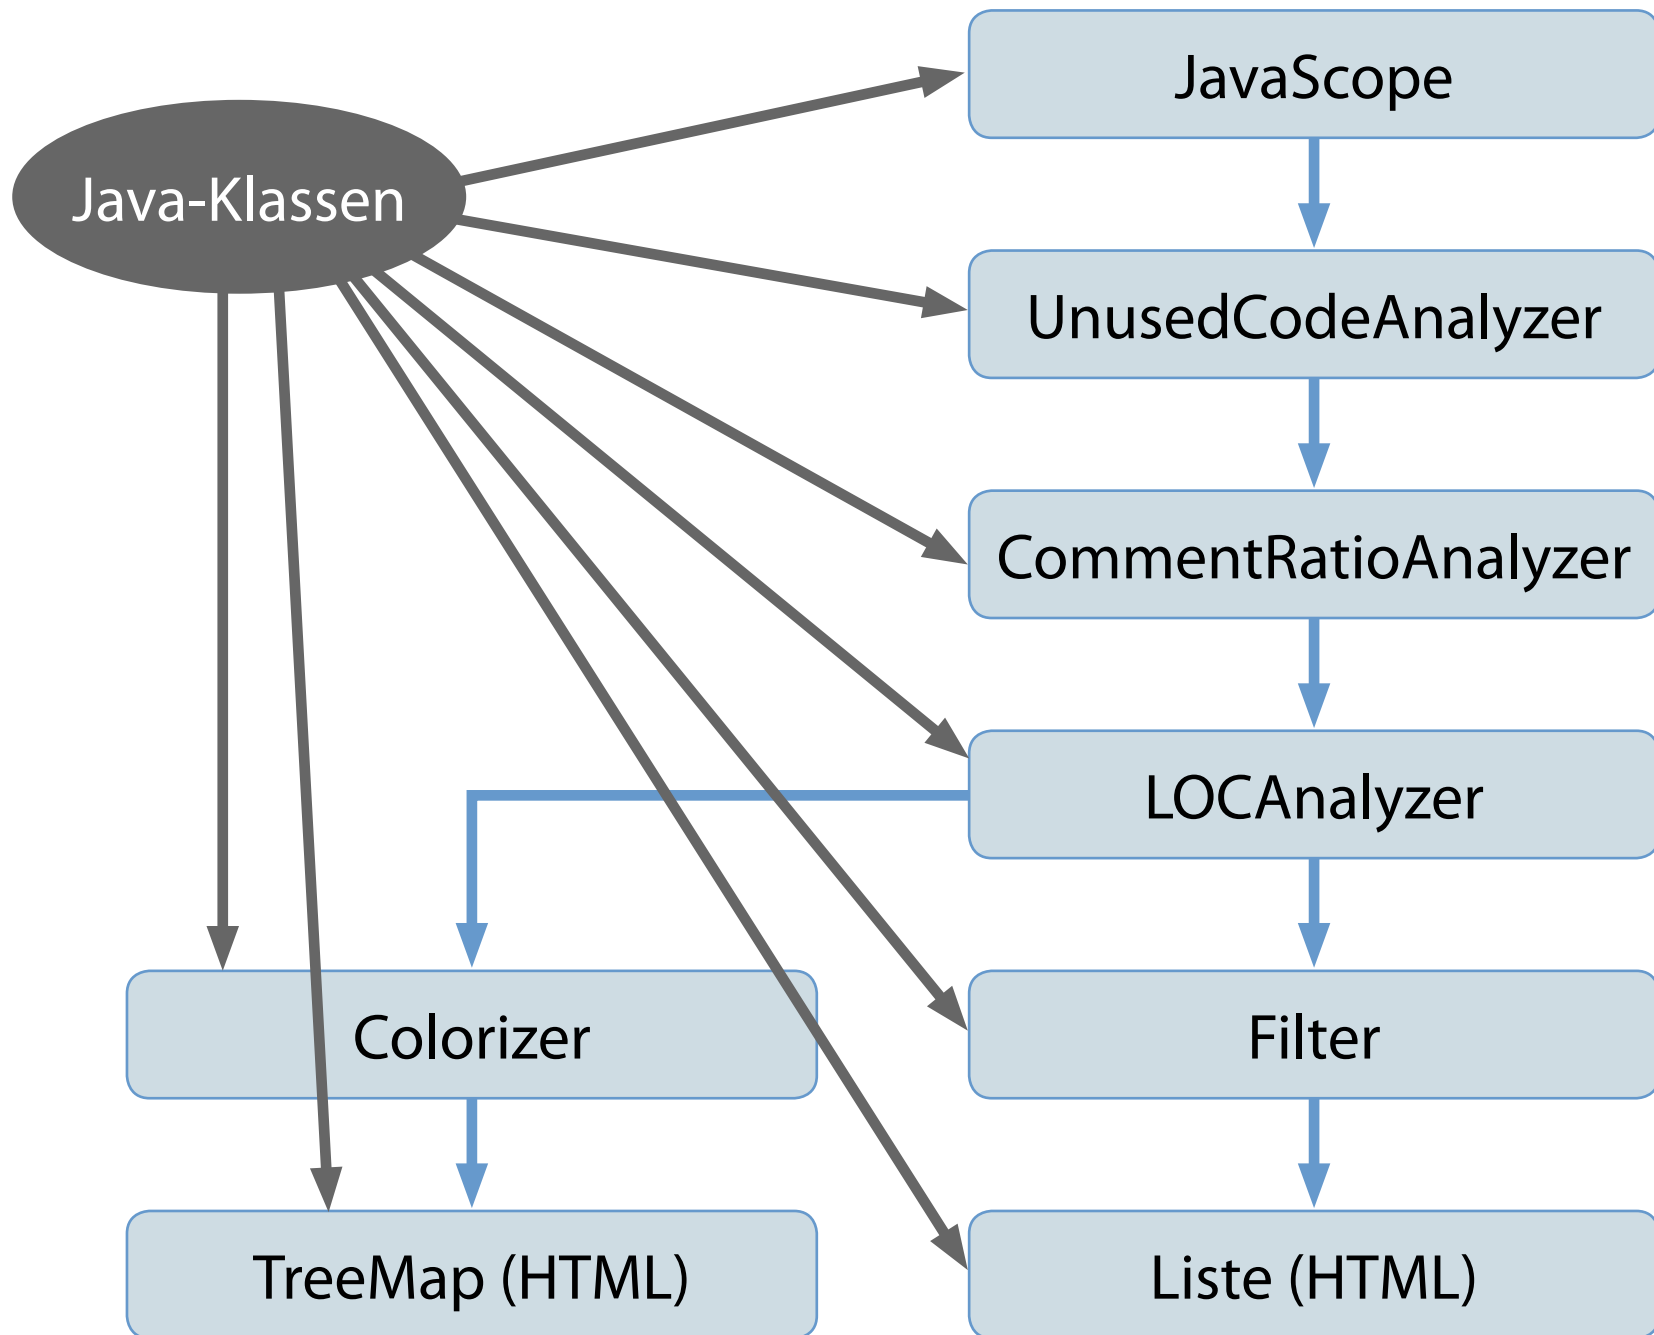 JavaScope
Java-Klassen
UnusedCodeAnalyzer
CommentRatioAnalyzer
LOCAnalyzer
Colorizer
Filter
TreeMap (HTML)
Liste (HTML)